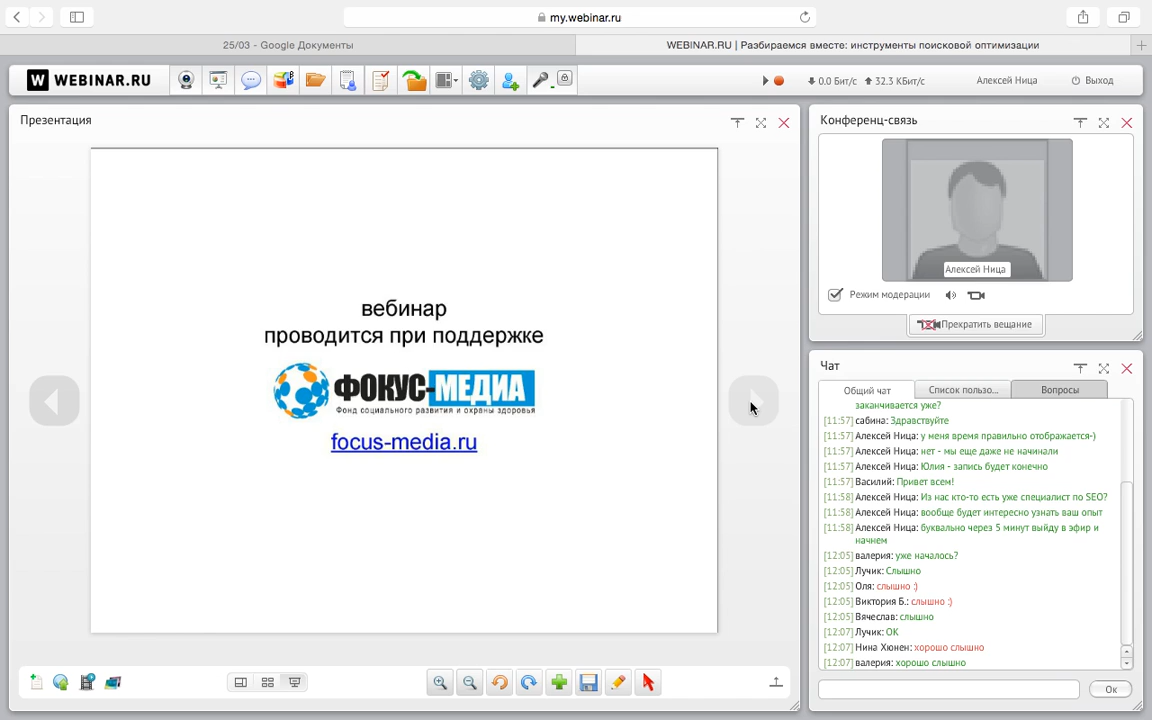 my.webinar.ru
25/03 - Google Документы
WEBINAR.RU | Разбираемся вместе: инструменты поисковой оптимизации
W WEBINAR.RU
0.0 Бит/с 32.3 КБит/с
Алексей Ница
Выход
Презентация
вебинар
проводится при поддержке
ФОКУС-МЕДИА
Фонд социального развития и охраны здоровья
focus-media.ru
Конференц-связь
Алексей Ница
Режим модерации
Прекратить вещание
Чат
Общий чат
Список пользо...
Вопросы
заканчивается уже?
[11:57] сабина: Здравствуйте
[11:57] Алексей Ница: у меня время правильно отображается-)
[11:57] Алексей Ница: нет - мы еще даже не начинали
[11:57] Алексей Ница: Юлия - запись будет конечно
[11:57] Василий: Привет всем!
[11:58] Алексей Ница: Из нас кто-то есть уже специалист по SEO?
[11:58] Алексей Ница: вообще будет интересно узнать ваш опыт
[11:58] Алексей Ница: буквально через 5 минут выйду в эфир и
начнем
[12:05] валерия: уже началось?
[12:05] Лучик: Слышно
[12:05] Оля: слышно :)
[12:05] Виктория Б.: слышно :)
[12:05] Вячеслав: слышно
[12:07] Лучик: ОК
[12:07] Нина Хюнен: хорошо слышно
[12:07] валерия: хорошо слышно
Ок